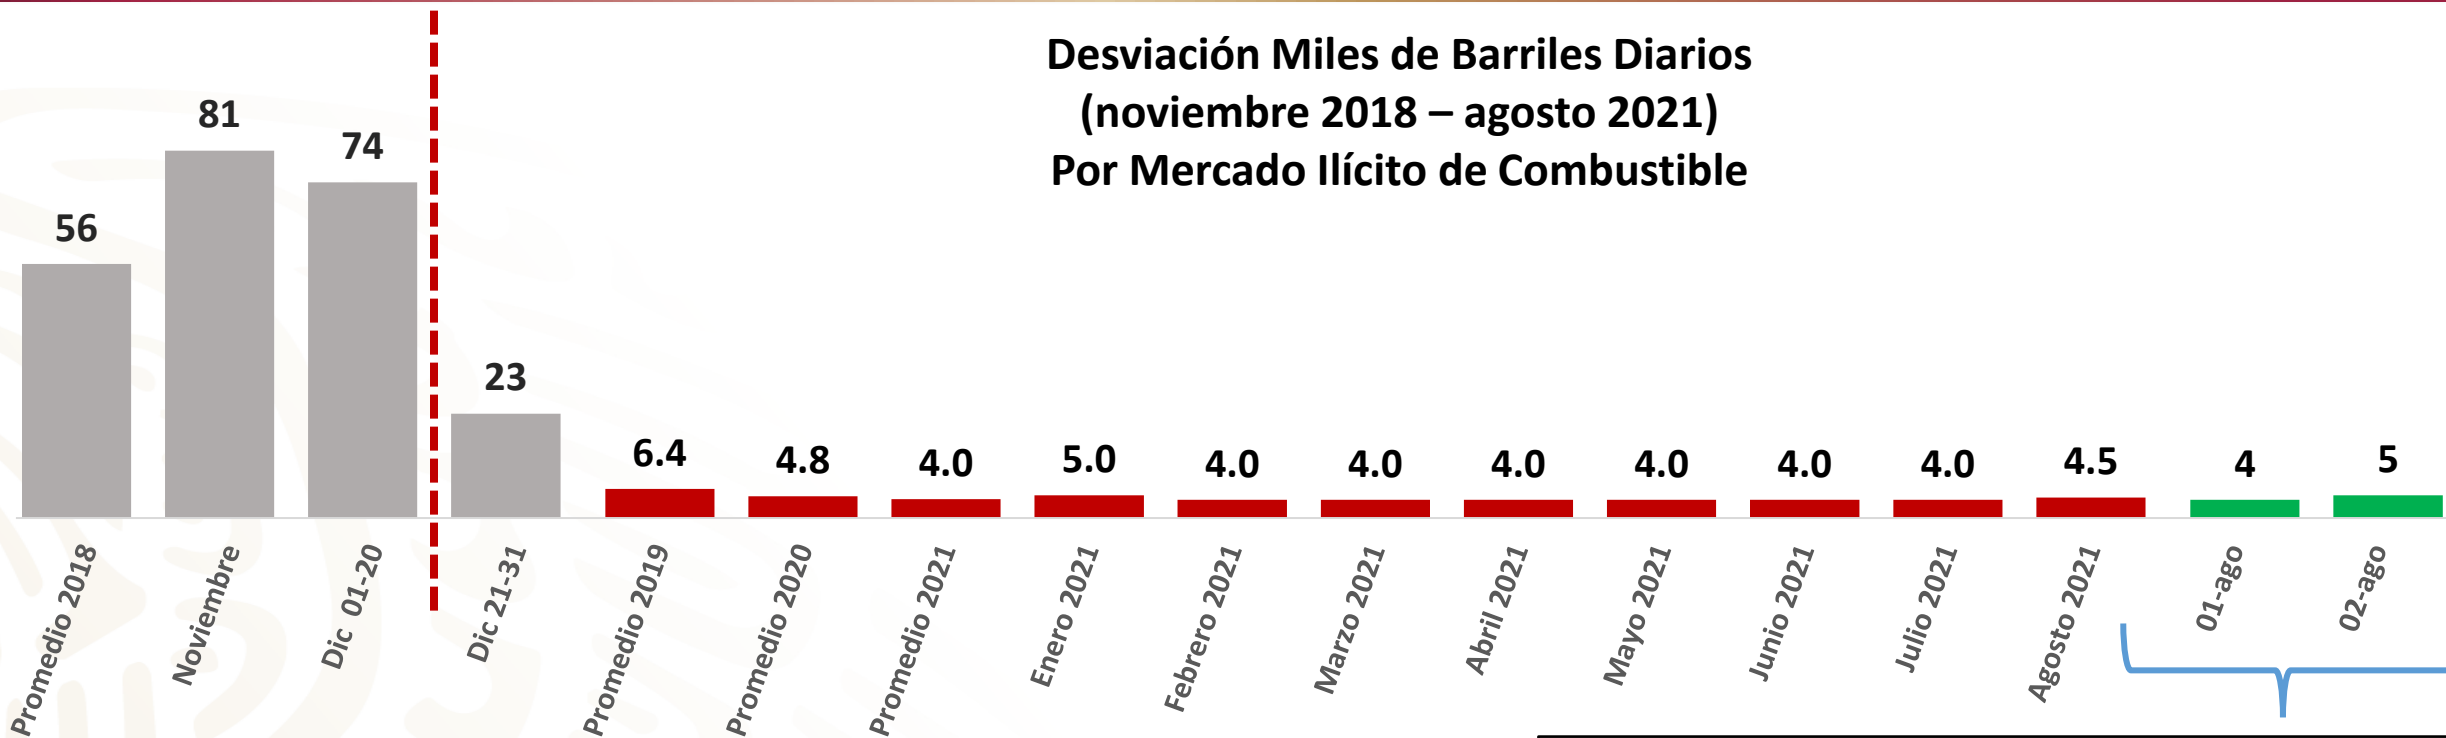 Desviación Miles de Barriles Diarios
(noviembre 2018 – agosto 2021)
Por Mercado Ilícito de Combustible
56
81
74
23
6.4
4.8
4.0
5.0
4.0
4.0
4.0
4.0
4.0
4.0
4.5
4
5
Promedio 2018
Noviembre
Dic 01-20
Dic 21-31
Promedio 2019
Promedio 2020
Promedio 2021
Enero 2021
Febrero 2021
Marzo 2021
Abril 2021
Mayo 2021
Junio 2021
Julio 2021
Agosto 2021
01-ago
02-ago